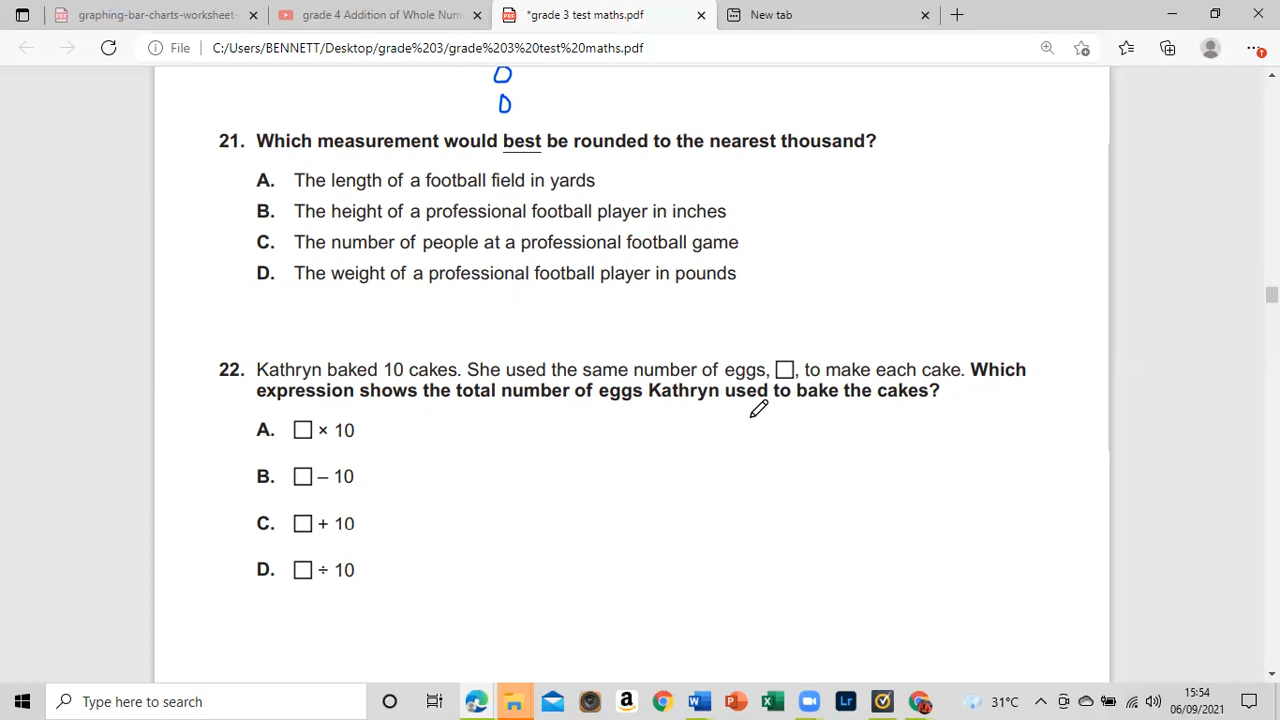 graphing-bar-charts-worksheet-
grade 4 Addition of Whole Num
*grade 3 test maths.pdf
New tab
File
C:/Users/BENNETT/Desktop/grade%203/grade%203%20test%20maths.pdf
21. Which measurement would best be rounded to the nearest thousand?
A. The length of a football field in yards
B. The height of a professional football player in inches
C. The number of people at a professional football game
D. The weight of a professional football player in pounds
22. Kathryn baked 10 cakes. She used the same number of eggs, □, to make each cake. Which
expression shows the total number of eggs Kathryn used to bake the cakes?
A. □ × 10
B. □ – 10
C. □ + 10
D. □ ÷ 10
Type here to search
31°C
15:54
06/09/2021